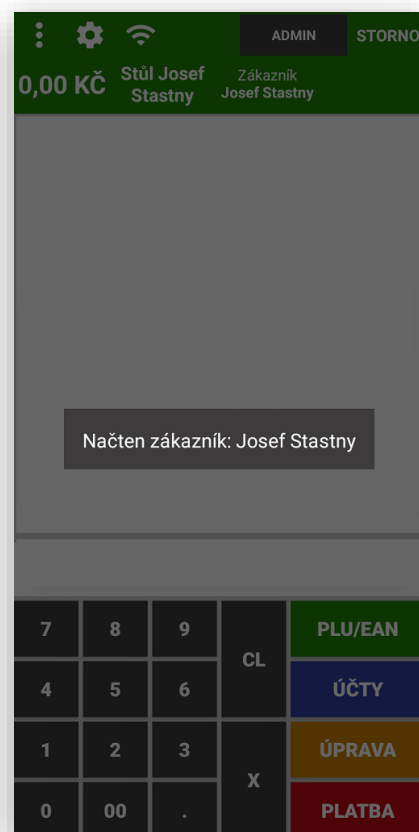 ADMIN STORNO
0,00 KČ Stůl Josef Stastny Zákazník Josef Stastny
Načten zákazník: Josef Stastny
7 8 9 CL PLU/EAN
4 5 6 ÚČTY
1 2 3 X ÚPRAVA
0 00 . PLATBA